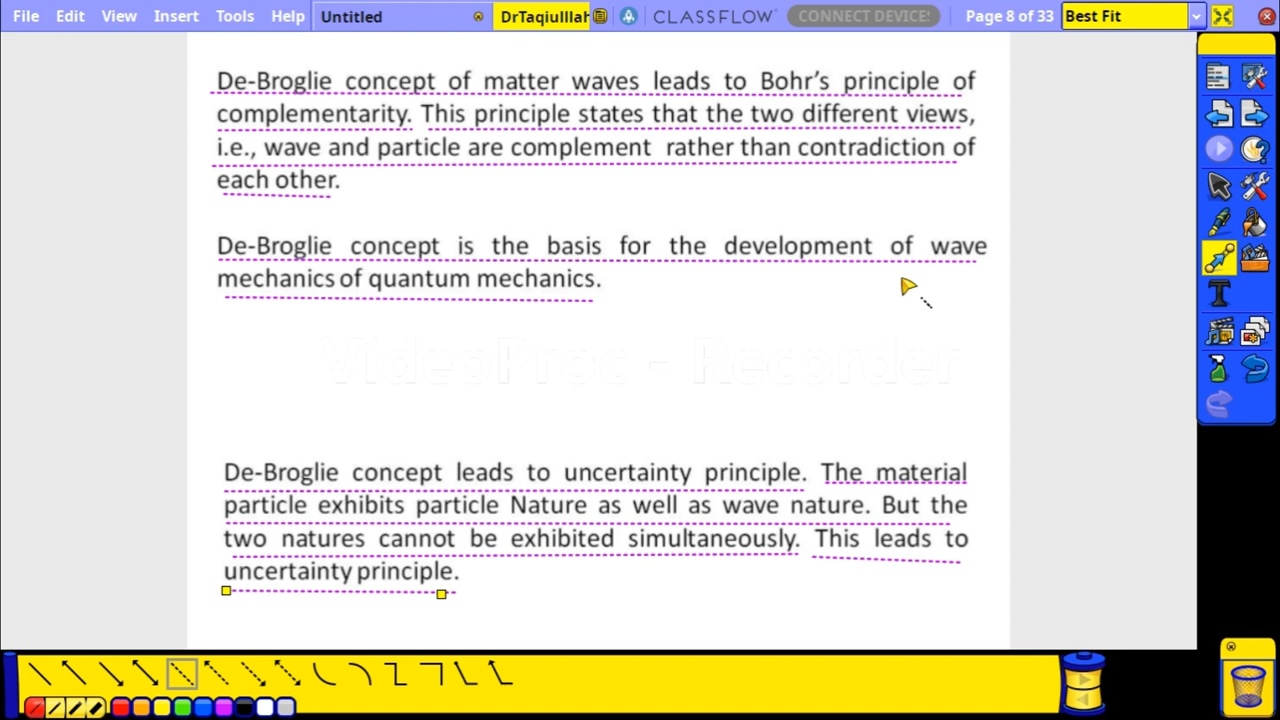 File Edit View Insert Tools Help Untitled DrTaqiulllah CLASSFLOW CONNECT DEVICE! Page 8 of 33 Best Fit
De-Broglie concept of matter waves leads to Bohr's principle of
complementarity. This principle states that the two different views,
i.e., wave and particle are complement rather than contradiction of
each other.
De-Broglie concept is the basis for the development of wave
mechanics of quantum mechanics.
VideoProc - Recorder
De-Broglie concept leads to uncertainty principle. The material
particle exhibits particle Nature as well as wave nature. But the
two natures cannot be exhibited simultaneously. This leads to
uncertainty principle.